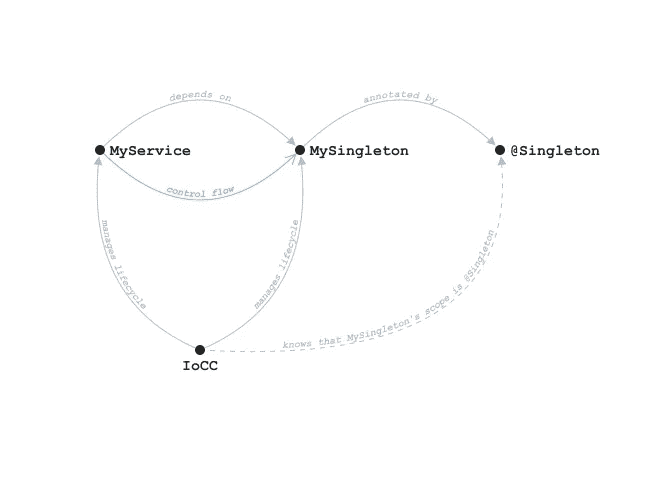 depends on
annotated by
MyService
MySingleton
@Singleton
control flow
manages lifecycle
manages lifecycle
knows that MySingleton's scope is @Singleton
IoCC